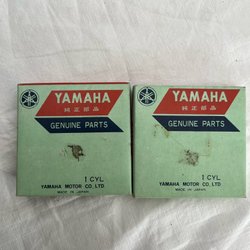 YAMAHA
純正部品
GENUINE PARTS
1 CYL
YAMAHA MOTOR CO., LTD
MADE IN JAPAN
YAMAHA
純正部品
GENUINE PARTS
1 CYL
YAMAHA MOTOR CO., LTD
MADE IN JAPAN